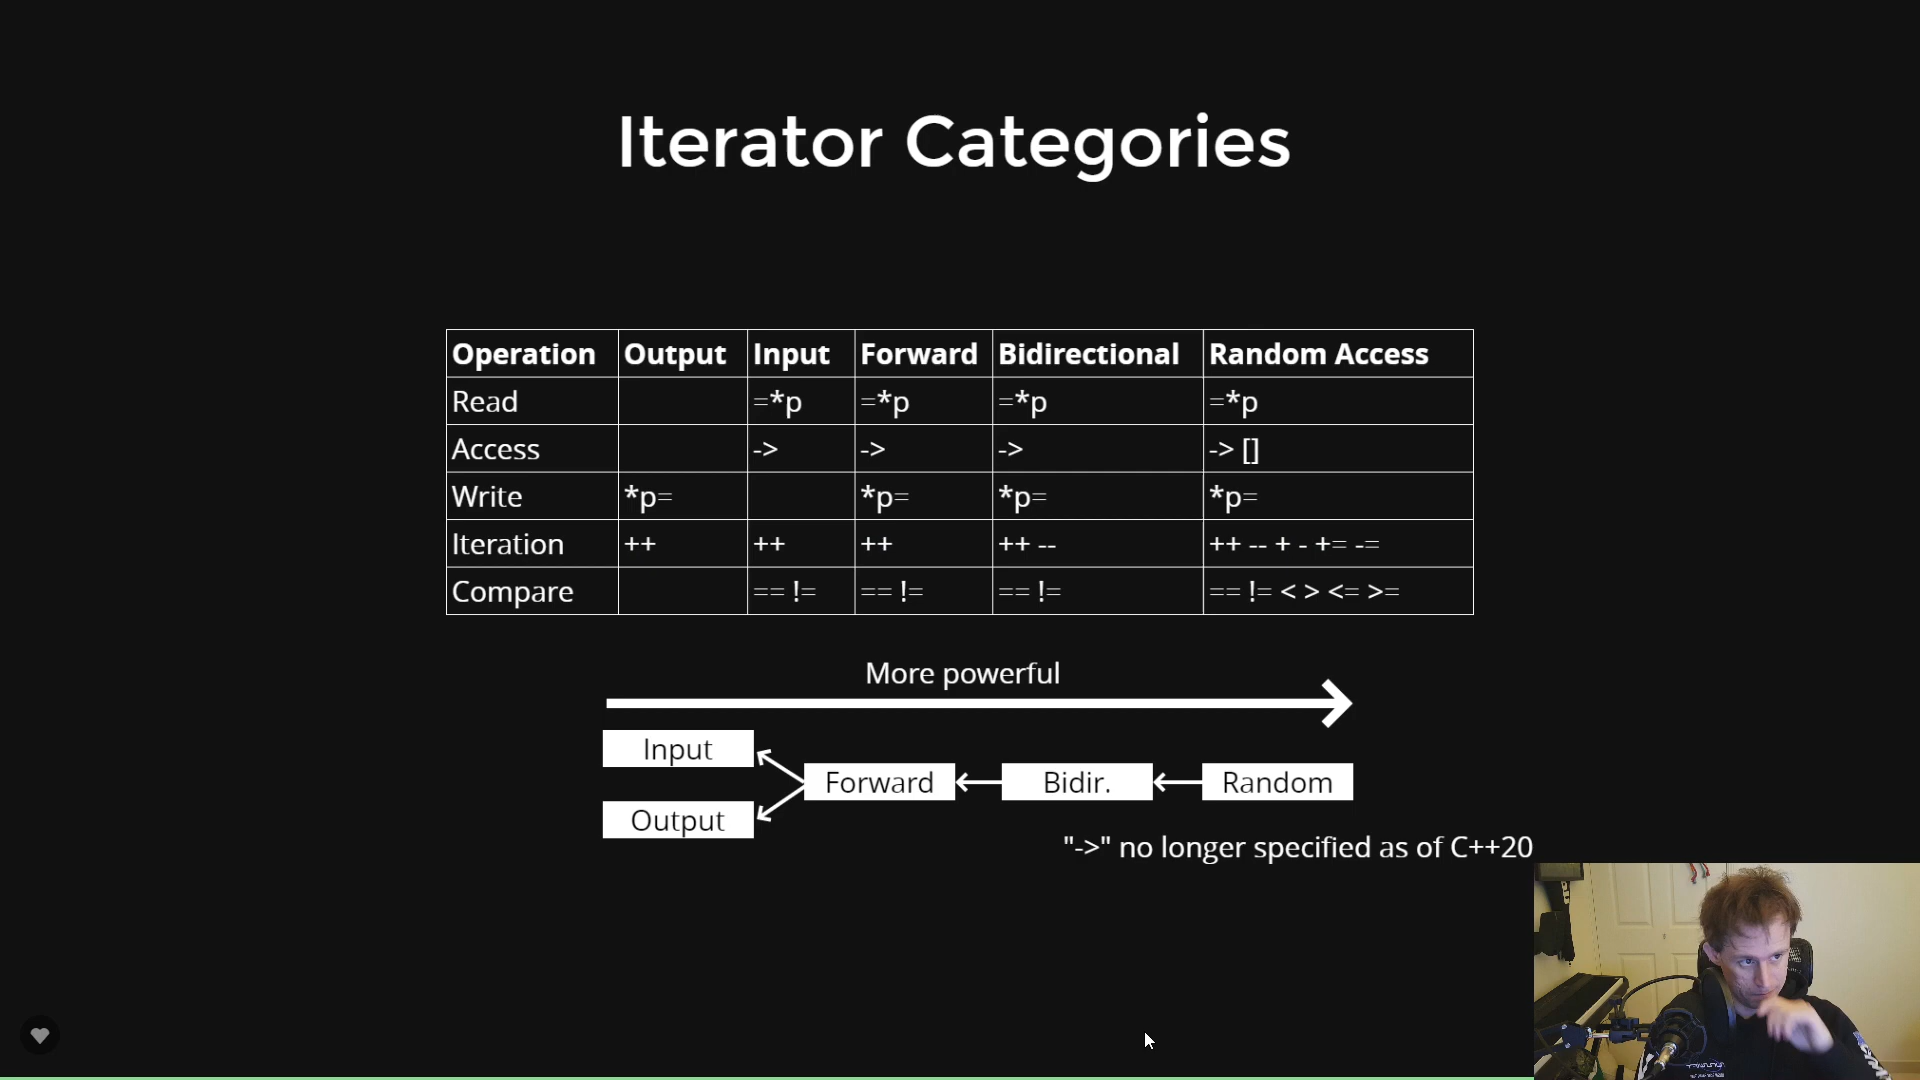 Iterator Categories
Operation Output Input Forward Bidirectional Random Access
Read =*p =*p =*p =*p
Access -> -> -> -> []
Write *p= *p= *p= *p=
Iteration ++ ++ ++ ++ -- ++ -- + - += -=
Compare == != == != == != == != < > <= >=
More powerful
Input
Forward Bidir. Random
Output
"->" no longer specified as of C++20